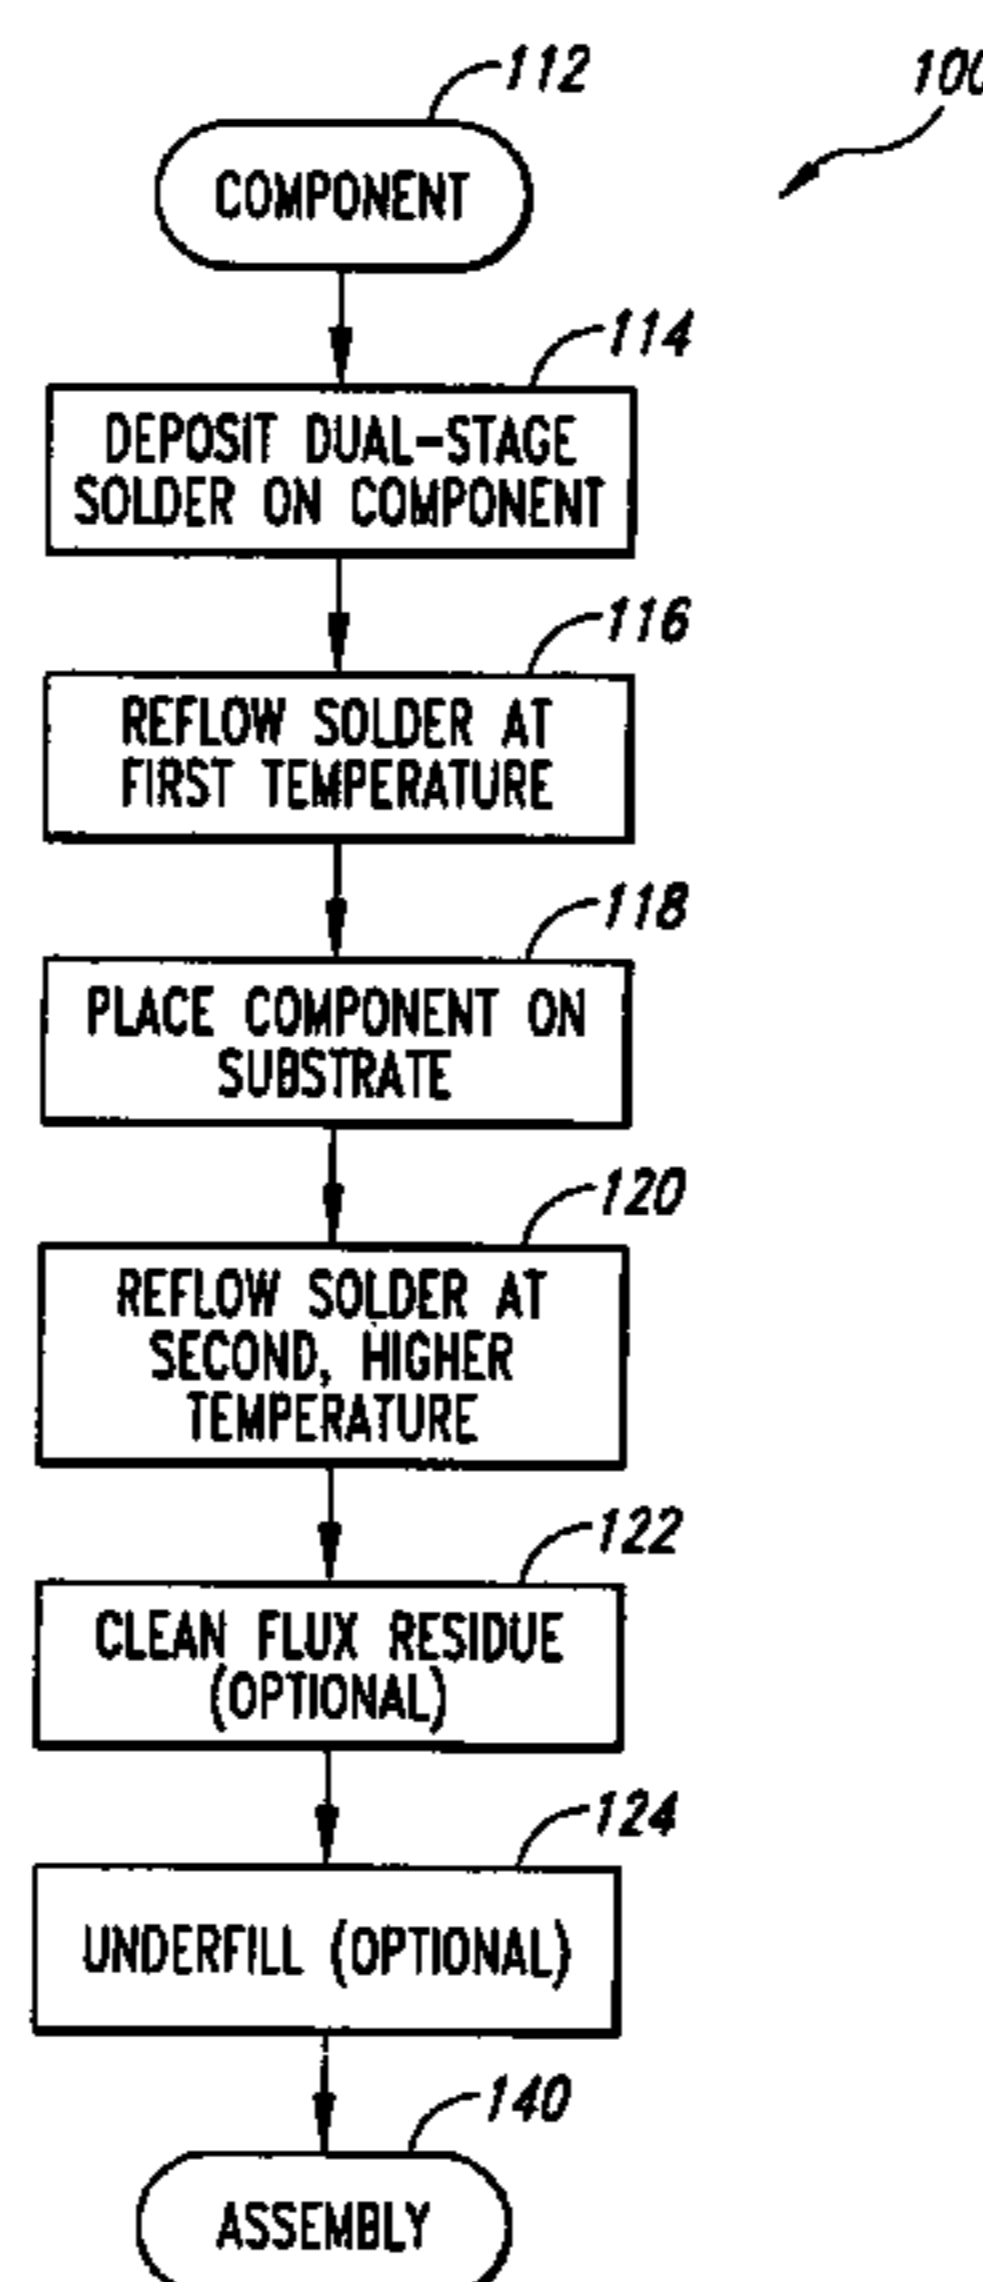 112
100
COMPONENT
114
DEPOSIT DUAL-STAGE
SOLDER ON COMPONENT
116
REFLOW SOLDER AT
FIRST TEMPERATURE
118
PLACE COMPONENT ON
SUBSTRATE
120
REFLOW SOLDER AT
SECOND, HIGHER
TEMPERATURE
122
CLEAN FLUX RESIDUE
(OPTIONAL)
124
UNDERFILL (OPTIONAL)
140
ASSEMBLY